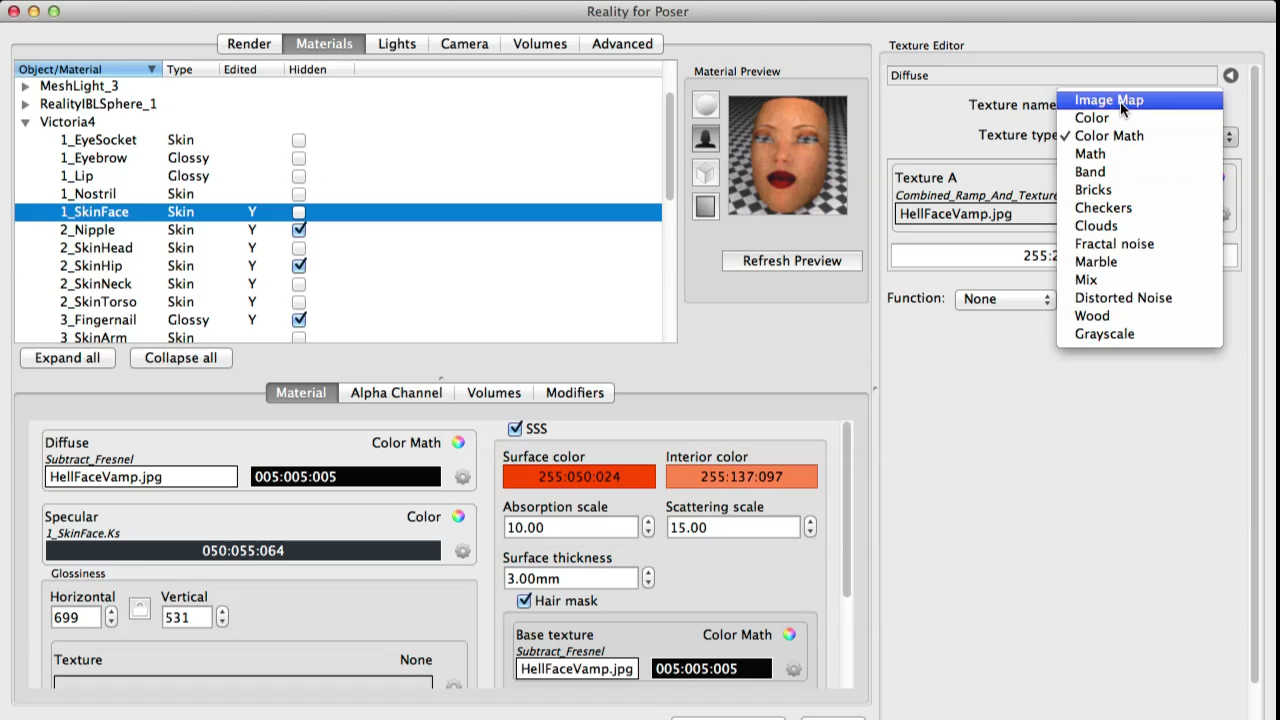 Reality for Poser
Render Materials Lights Camera Volumes Advanced
Object/Material Type Edited Hidden
MeshLight_3
RealityIBLSphere_1
Victoria4
1_EyeSocket Skin
1_Eyebrow Glossy
1_Lip Skin
1_Nostril Skin
1_SkinFace Skin Y
2_Nipple Skin Y
2_SkinHead Skin
2_SkinHip Skin Y
2_SkinNeck Skin
2_SkinTorso Skin Y
3_Fingernail Glossy Y
3_SkinArm Skin
Expand all Collapse all
Material Preview
Refresh Preview
Material Alpha Channel Volumes Modifiers
Diffuse Color Math
Subtract_Fresnel
HellFaceVamp.jpg 005:005:005
Specular Color
1_SkinFace.Ks
050:055:064
Glossiness
Horizontal Vertical
699 531
Texture None
SSS
Surface color Interior color
255:050:024 255:137:097
Absorption scale Scattering scale
10.00 15.00
Surface thickness
3.00mm
Hair mask
Base texture Color Math
Subtract_Fresnel
HellFaceVamp.jpg 005:005:005
Texture Editor
Diffuse
Texture name
Texture type
Texture A
Combined_Ramp_And_Texture
HellFaceVamp.jpg
Function: None
Image Map
Color
Color Math
Math
Band
Bricks
Checkers
Clouds
Fractal noise
Marble
Mix
Distorted Noise
Wood
Grayscale